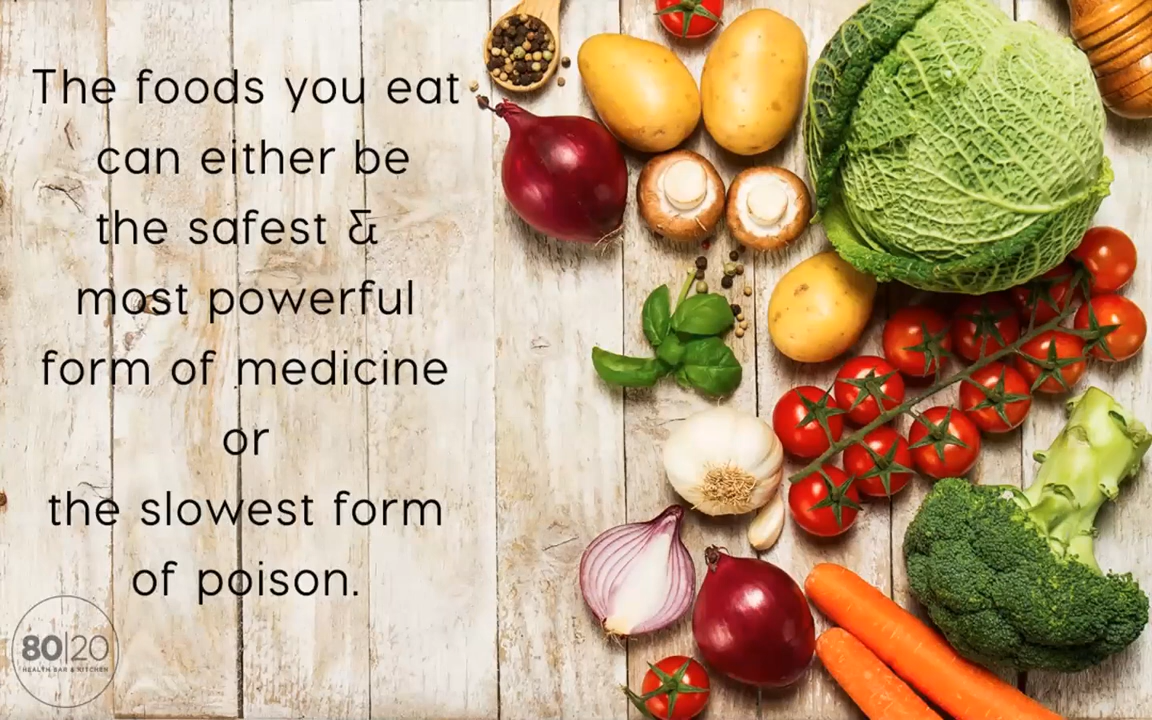 The foods you eat
can either be
the safest &
most powerful
form of medicine
or
the slowest form
of poison.
80|20
HEALTH BAR & KITCHEN